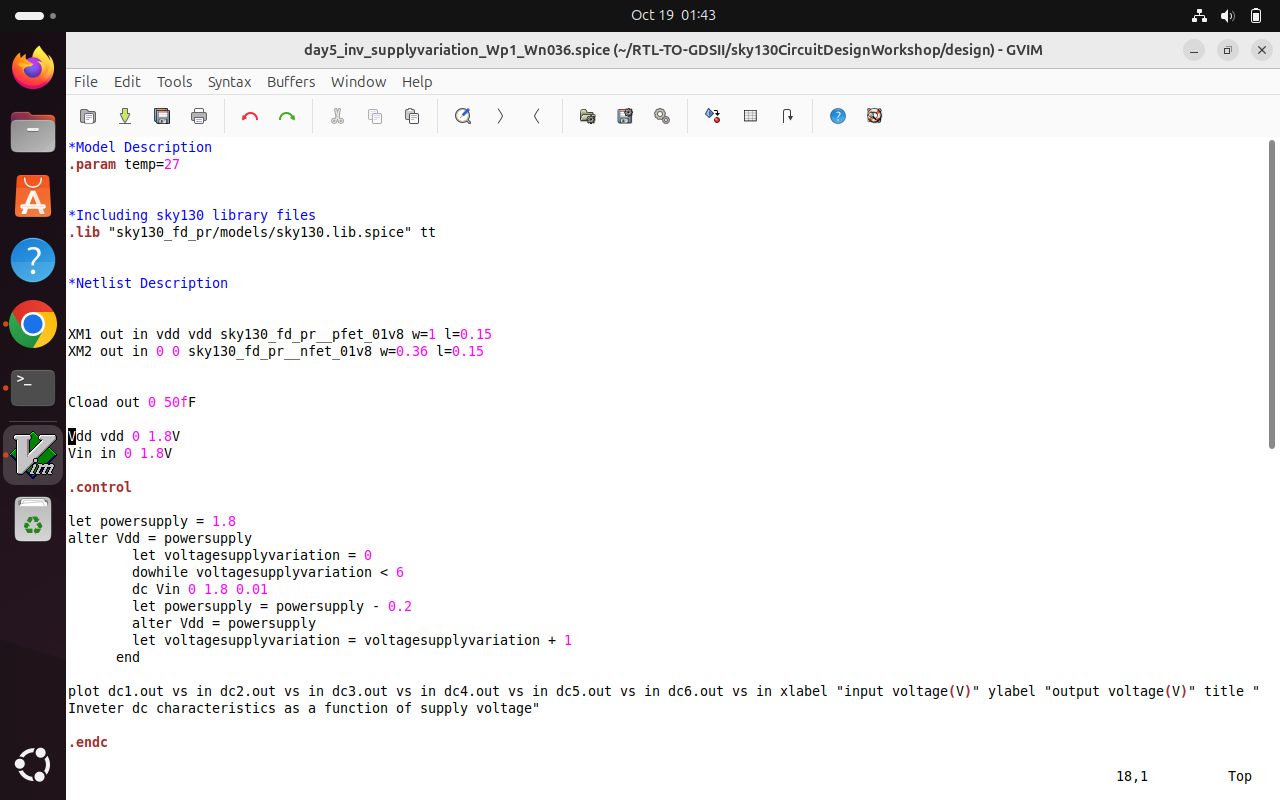 Oct 19 01:43
day5_inv_supplyvariation_Wp1_Wn036.spice (~/RTL-TO-GDSII/sky130CircuitDesignWorkshop/design) - GVIM
File Edit Tools Syntax Buffers Window Help
*Model Description
.param temp=27
*Including sky130 library files
.lib "sky130_fd_pr/models/sky130.lib.spice" tt
*Netlist Description
XM1 out in vdd vdd sky130_fd_pr__pfet_01v8 w=1 l=0.15
XM2 out in 0 0 sky130_fd_pr__nfet_01v8 w=0.36 l=0.15
Cload out 0 50fF
Vdd vdd 0 1.8V
Vin in 0 1.8V
.control
let powersupply = 1.8
alter Vdd = powersupply
let voltagesupplyvariation = 0
dowhile voltagesupplyvariation < 6
dc Vin 0 1.8 0.01
let powersupply = powersupply - 0.2
alter Vdd = powersupply
let voltagesupplyvariation = voltagesupplyvariation + 1
end
plot dc1.out vs in dc2.out vs in dc3.out vs in dc4.out vs in dc5.out vs in dc6.out vs in xlabel "input voltage(V)" ylabel "output voltage(V)" title "
Inveter dc characteristics as a function of supply voltage"
.endc
18,1 Top